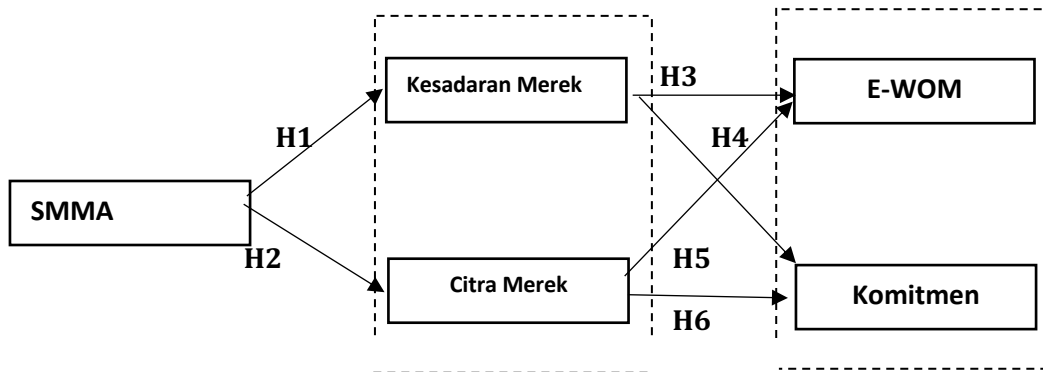 Kesadaran Merek
H3
E-WOM
H1
H4
SMMA
H2
Citra Merek
H5
Komitmen
H6